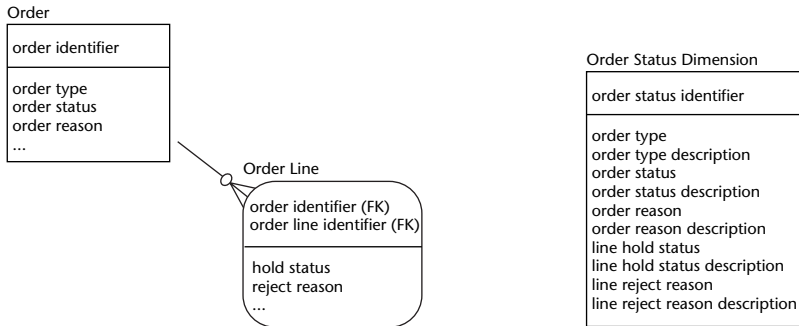 Order
order identifier
order type
order status
order reason
...
Order Line
order identifier (FK)
order line identifier (FK)
hold status
reject reason
...
Order Status Dimension
order status identifier
order type
order type description
order status
order status description
order reason
order reason description
line hold status
line hold status description
line reject reason
line reject reason description